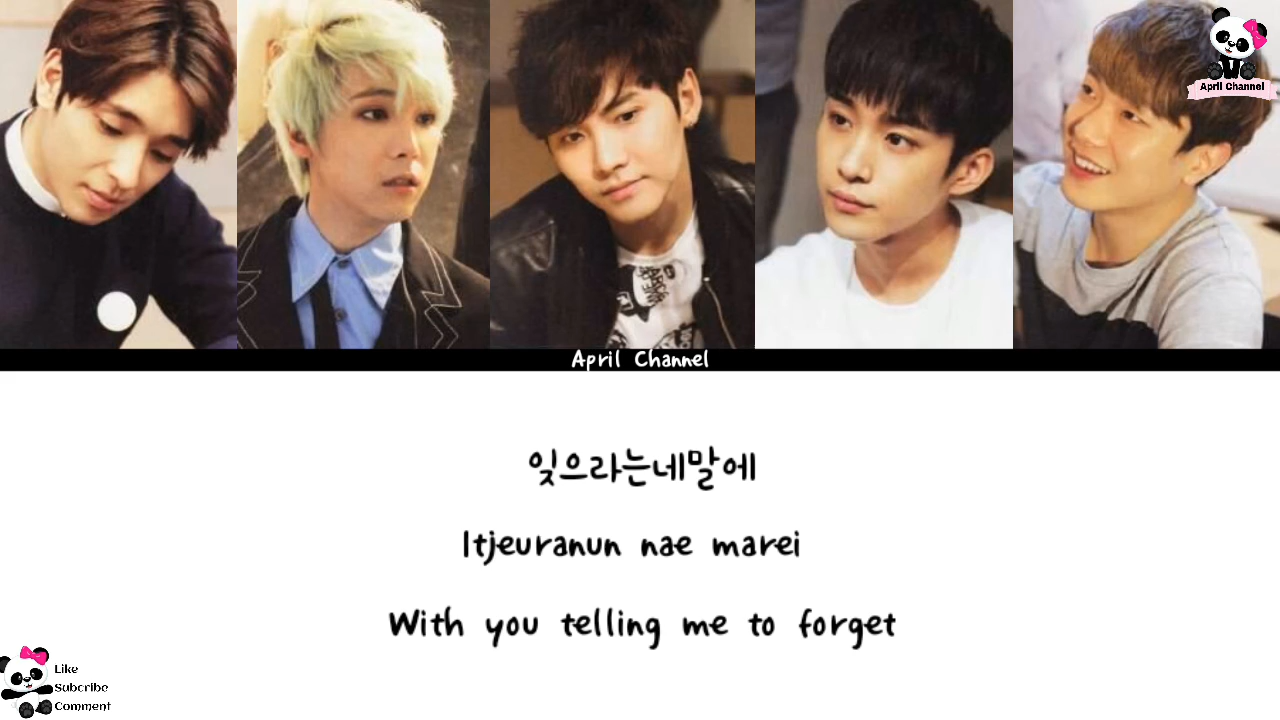 April Channel
April Channel
잊으라는네말에
Itjeuranun nae marei
With you telling me to forget
Like
Subcribe
Comment